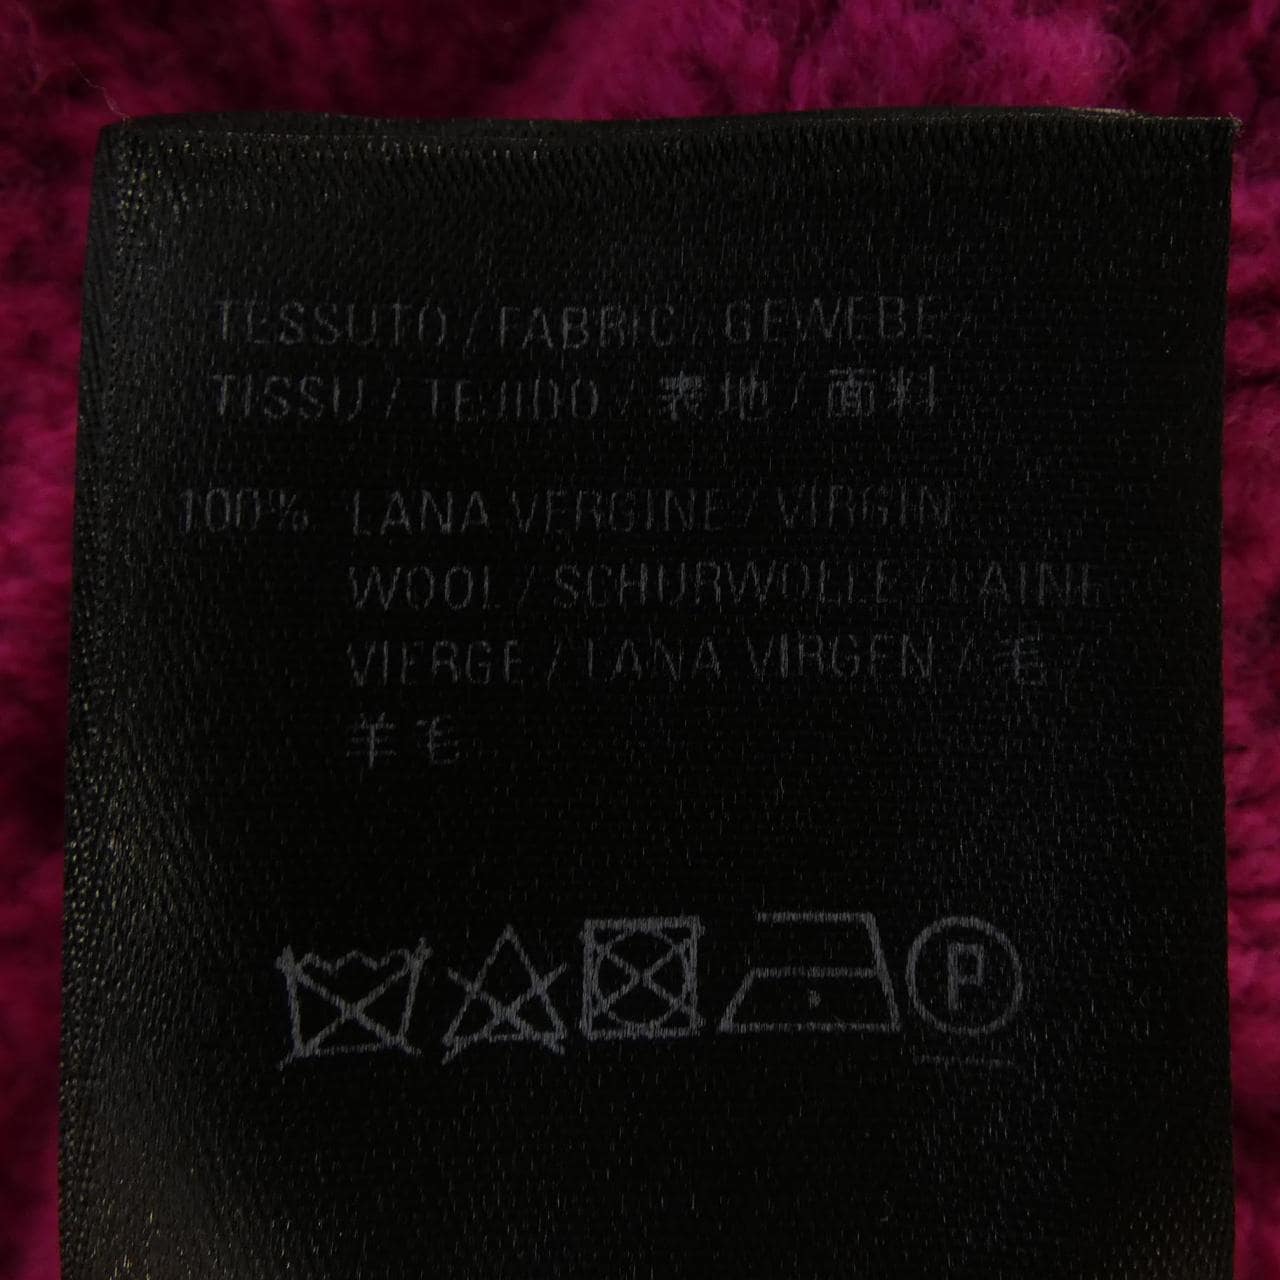 TESSUTO / FABRIC / GEWEBE /
TISSU / TEJIDO / 表地 / 面料
100% LANA VERGINE / VIRGIN
WOOL / SCHURWOLLE / LAINE
VIERGE / LANA VIRGEN / 毛 /
羊毛
P